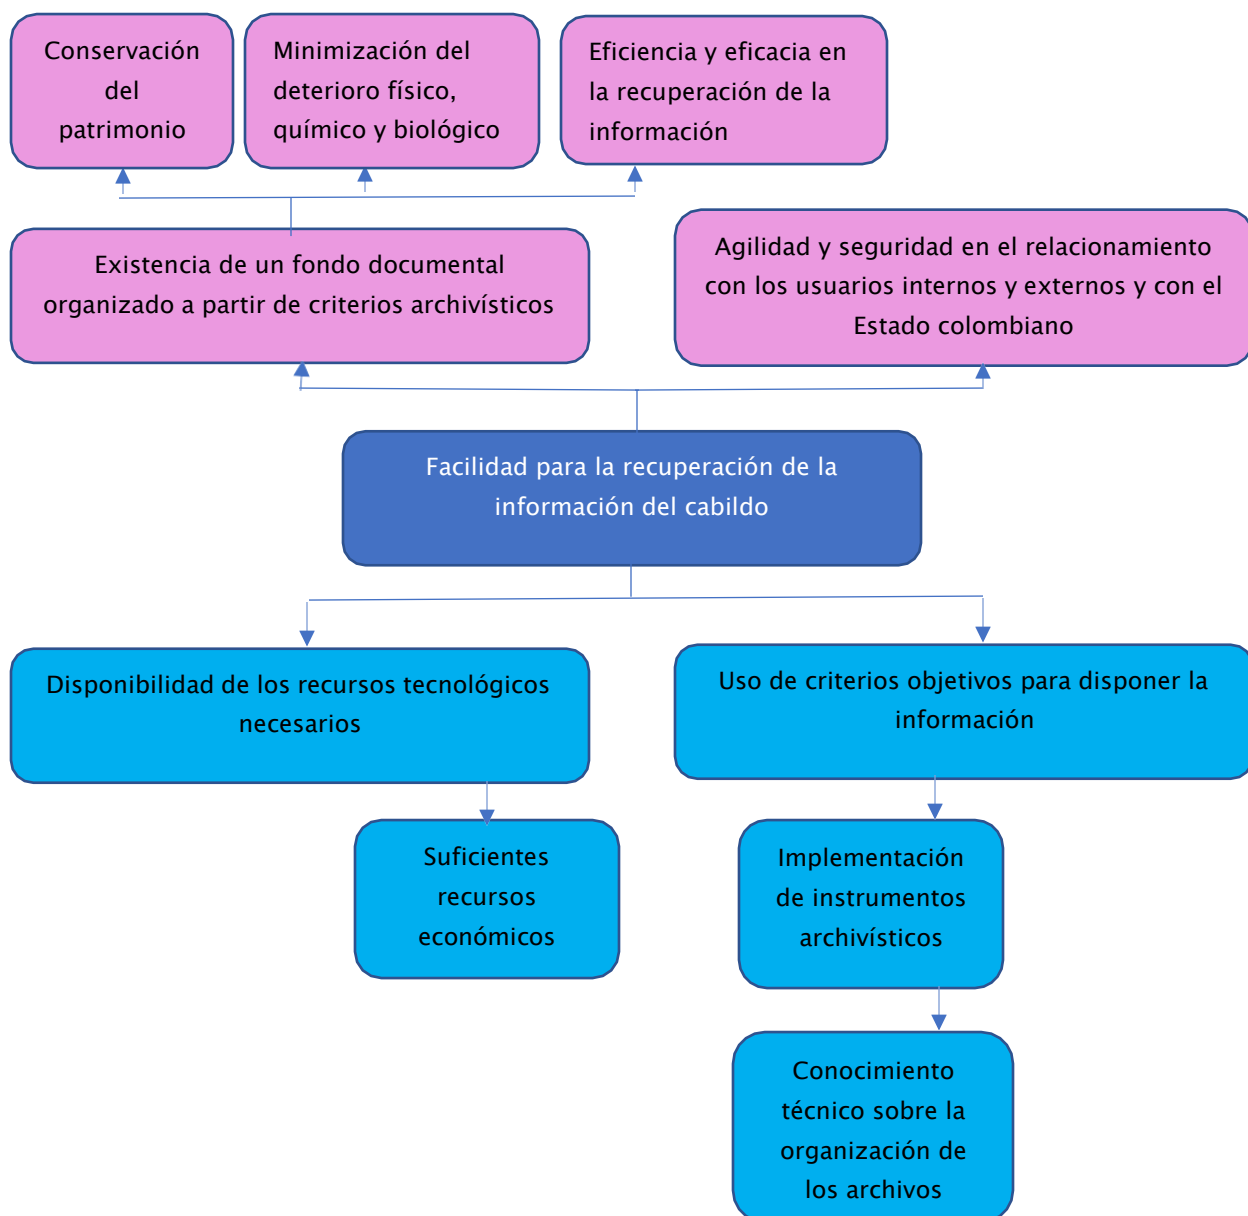 Conservación
del
patrimonio
Minimización del
deterioro físico,
químico y biológico
Eficiencia y eficacia en
la recuperación de la
información
Existencia de un fondo documental
organizado a partir de criterios archivísticos
Agilidad y seguridad en el relacionamiento
con los usuarios internos y externos y con el
Estado colombiano
Facilidad para la recuperación de la
información del cabildo
Disponibilidad de los recursos tecnológicos
necesarios
Uso de criterios objetivos para disponer la
información
Suficientes
recursos
económicos
Implementación
de instrumentos
archivísticos
Conocimiento
técnico sobre la
organización de
los archivos